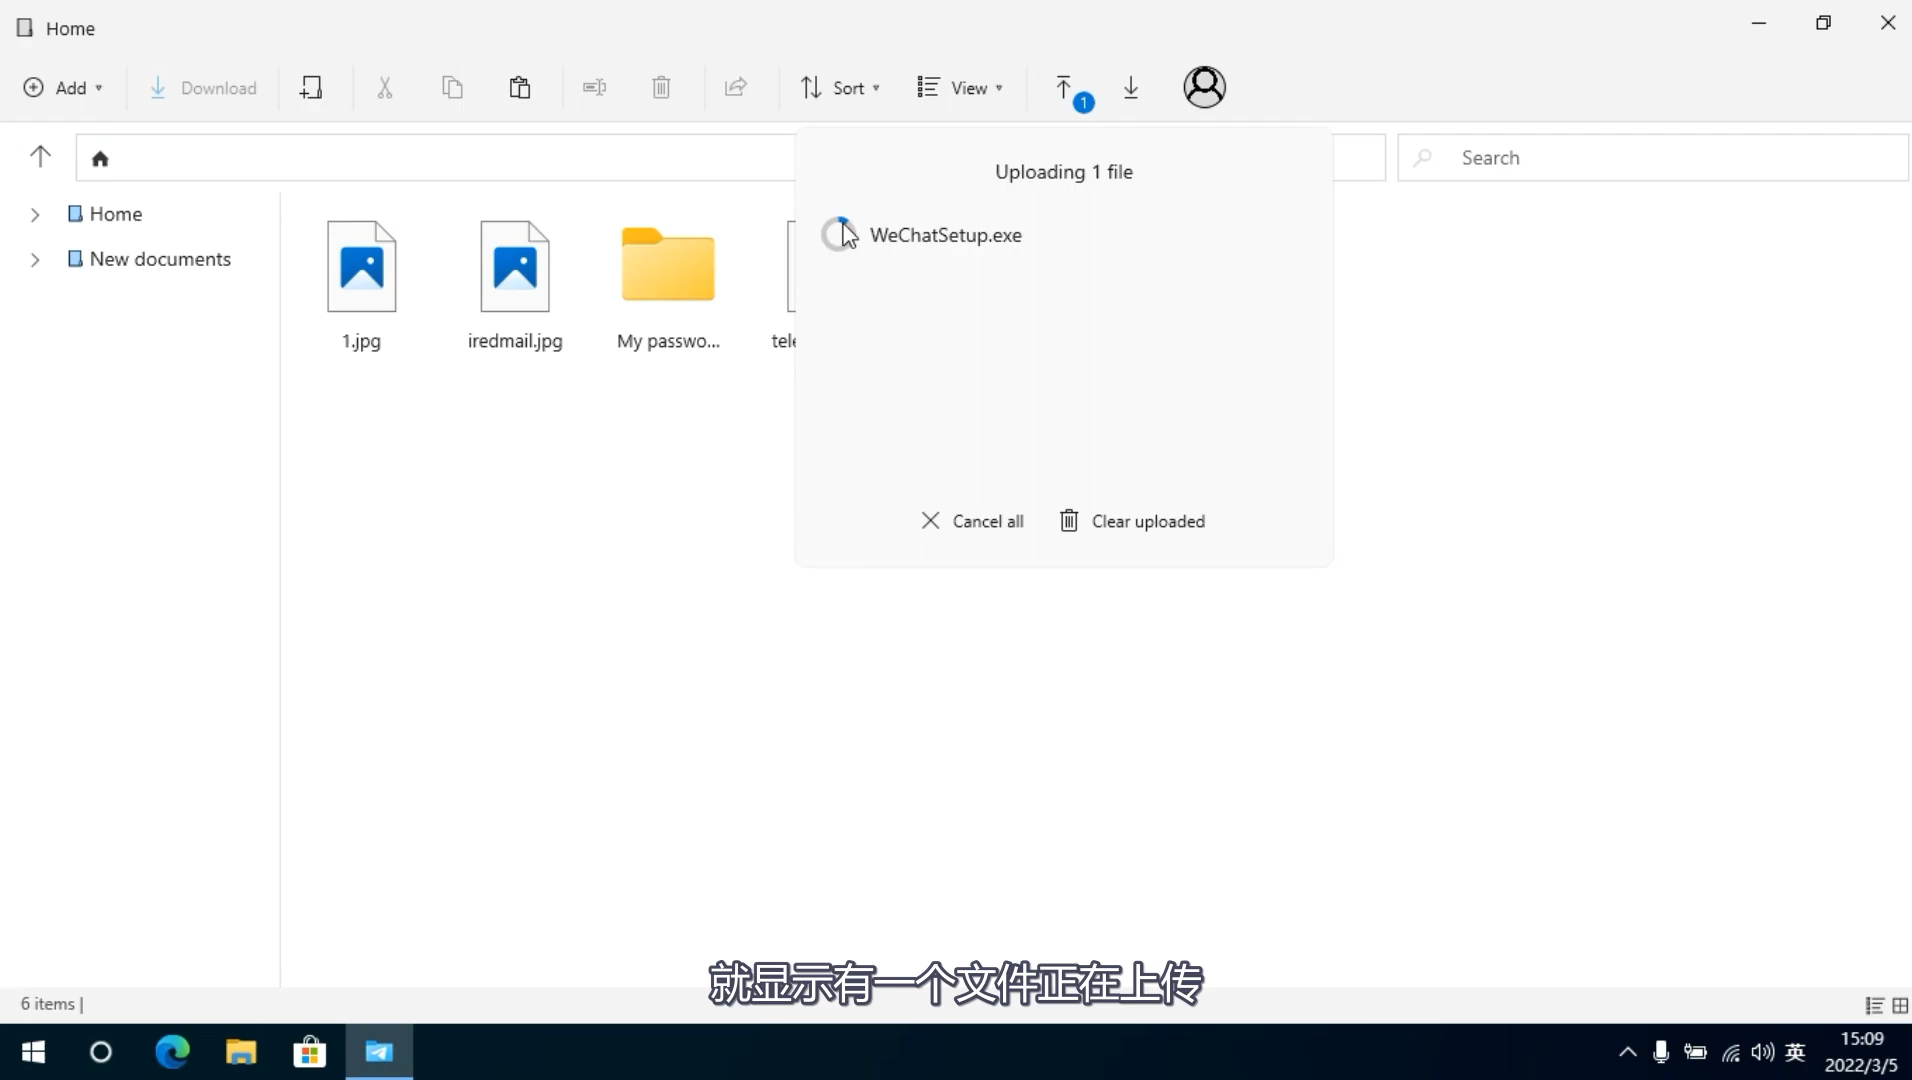 Home
Add
Download
Sort
View
1
Search
Uploading 1 file
WeChatSetup.exe
Cancel all
Clear uploaded
Home
New documents
1.jpg
iredmail.jpg
My passwo...
tele
就显示有一个文件正在上传
6 items |
英
15:09
2022/3/5